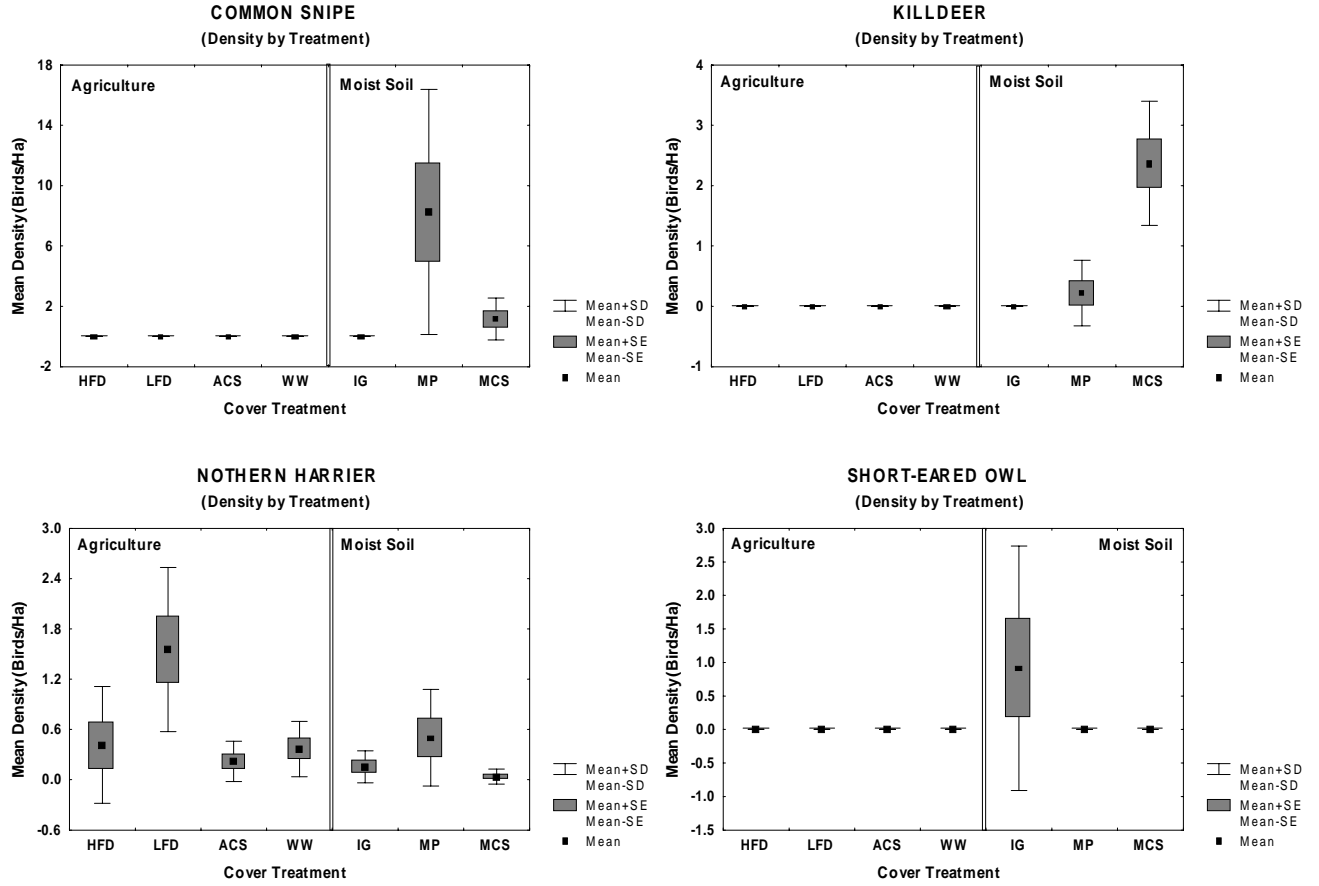 COMMON SNIPE
(Density by Treatment)
Mean Density (Birds/Ha)
18
14
10
6
2
-2
Agriculture
Moist Soil
HFD LFD ACS WW IG MP MCS
Cover Treatment
Mean+SD
Mean-SD
Mean+SE
Mean-SE
Mean
KILLDEER
(Density by Treatment)
Mean Density (Birds/Ha)
4
3
2
1
0
-1
Agriculture
Moist Soil
HFD LFD ACS WW IG MP MCS
Cover Treatment
Mean+SD
Mean-SD
Mean+SE
Mean-SE
Mean
NOTHERN HARRIER
(Density by Treatment)
Mean Density (Birds/Ha)
3.0
2.4
1.8
1.2
0.6
0.0
-0.6
Agriculture
Moist Soil
HFD LFD ACS WW IG MP MCS
Cover Treatment
Mean+SD
Mean-SD
Mean+SE
Mean-SE
Mean
SHORT-EARED OWL
(Density by Treatment)
Mean Density (Birds/Ha)
3.0
2.5
2.0
1.5
1.0
0.5
0.0
-0.5
-1.0
-1.5
Agriculture
Moist Soil
HFD LFD ACS WW IG MP MCS
Cover Treatment
Mean+SD
Mean-SD
Mean+SE
Mean-SE
Mean